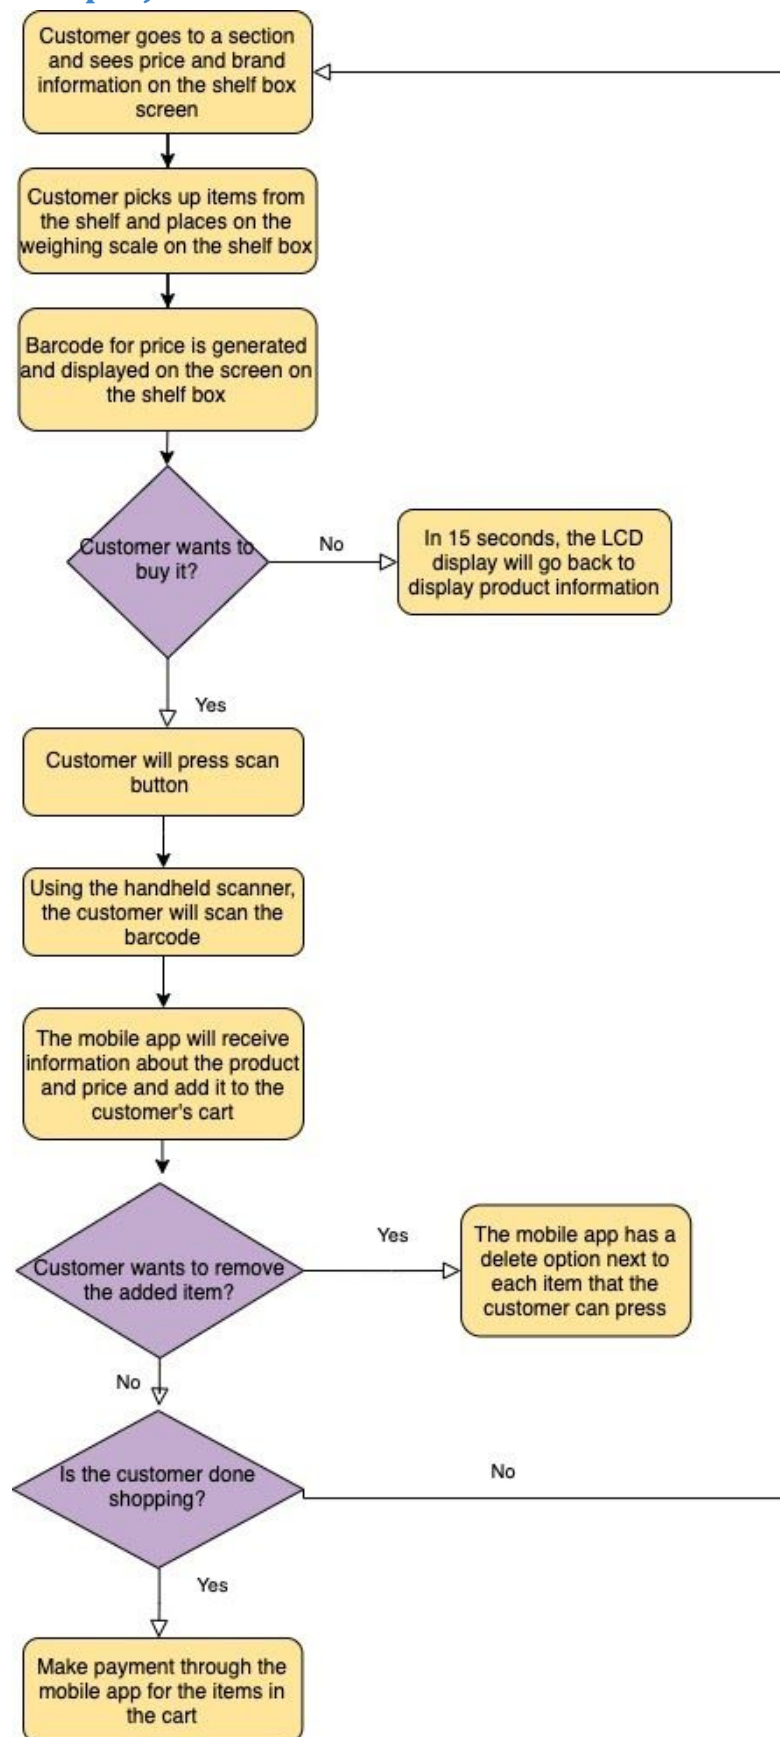 Customer goes to a section
and sees price and brand
information on the shelf box
screen
Customer picks up items from
the shelf and places on the
weighing scale on the shelf box
Barcode for price is generated
and displayed on the screen on
the shelf box
Customer wants to
buy it?
No
In 15 seconds, the LCD
display will go back to
display product information
Yes
Customer will press scan
button
Using the handheld scanner,
the customer will scan the
barcode
The mobile app will receive
information about the product
and price and add it to the
customer's cart
Customer wants to remove
the added item?
Yes
The mobile app has a
delete option next to
each item that the
customer can press
No
Is the customer done
shopping?
No
Yes
Make payment through the
mobile app for the items in
the cart